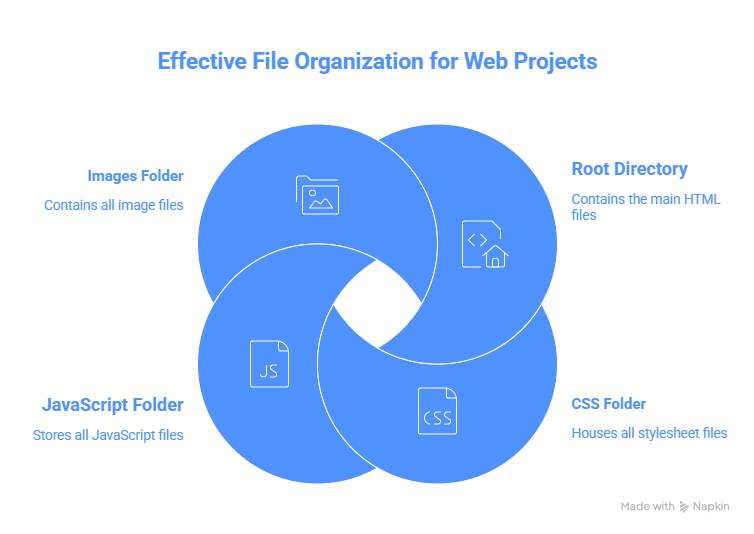 Effective File Organization for Web Projects
Images Folder
Contains all image files
Root Directory
Contains the main HTML
files
JS
CSS
JavaScript Folder
Stores all JavaScript files
CSS Folder
Houses all stylesheet files
Made with Napkin